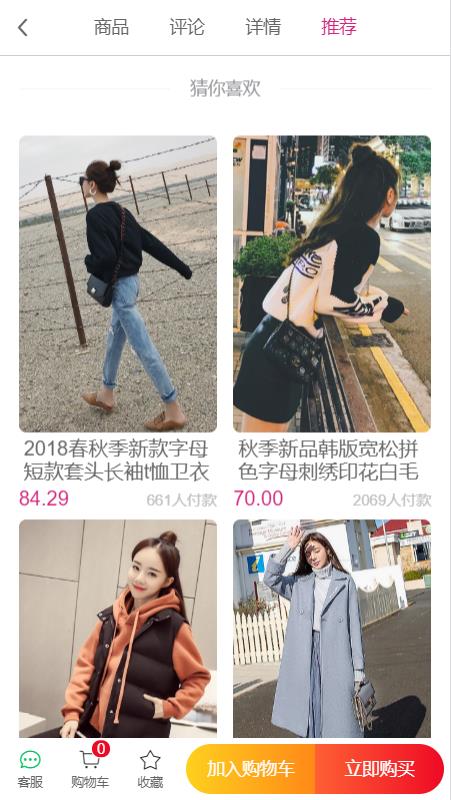 商品 评论 详情 推荐
猜你喜欢
2018春秋季新款字母
短款套头长袖t恤卫衣
84.29 661人付款
秋季新品韩版宽松拼
色字母刺绣印花白毛
70.00 2069人付款
0
客服 购物车 收藏 加入购物车 立即购买